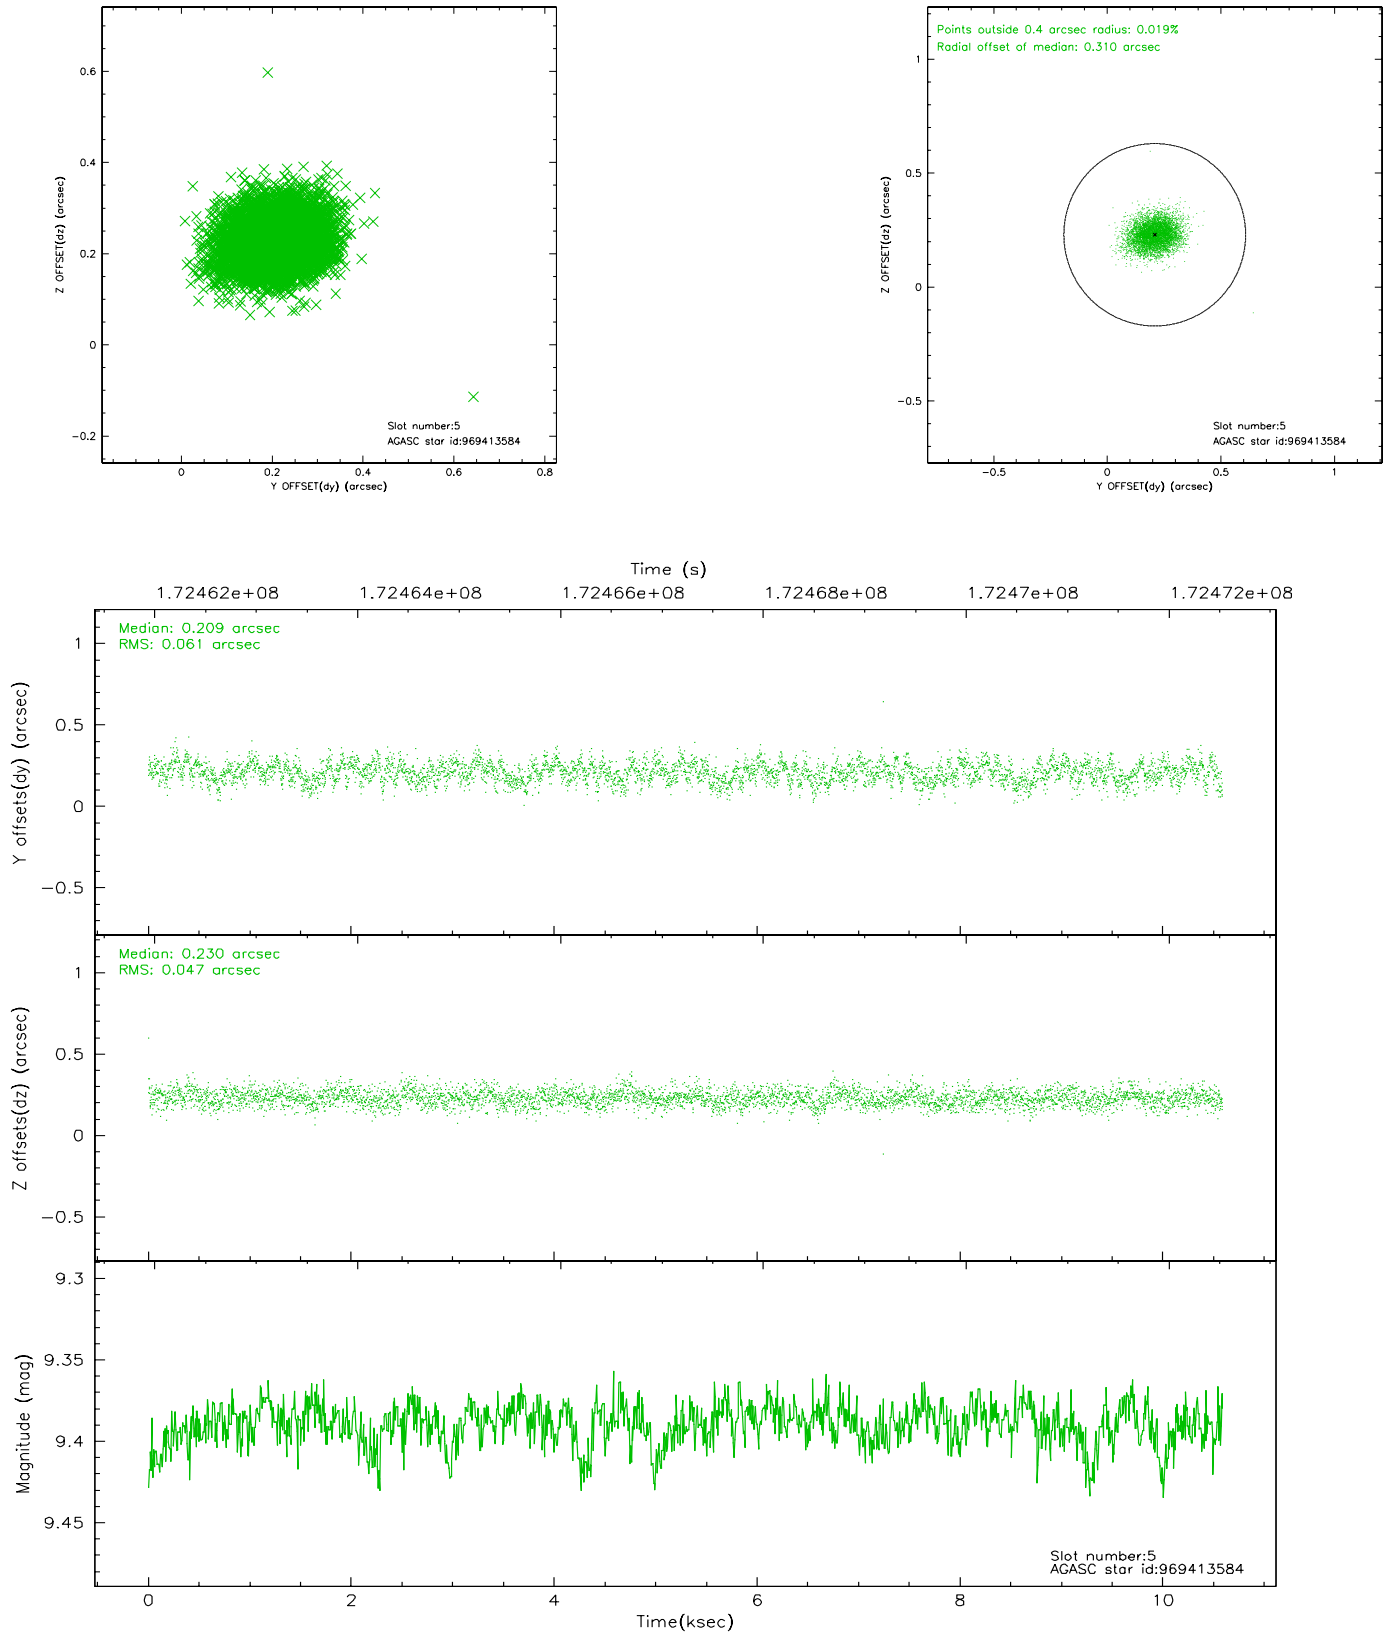 0.6
0.4
0.2
0
−0.2
Z OFFSET(dz) (arcsec)
0 0.2 0.4 0.6 0.8
Y OFFSET(dy) (arcsec)
Slot number:5
AGASC star id:969413584
Points outside 0.4 arcsec radius: 0.019%
Radial offset of median: 0.310 arcsec
1
0.5
0
−0.5
Z OFFSET(dz) (arcsec)
−0.5 0 0.5 1
Y OFFSET(dy) (arcsec)
Slot number:5
AGASC star id:969413584
Time (s)
1.72462e+08 1.72464e+08 1.72466e+08 1.72468e+08 1.7247e+08 1.72472e+08
Median: 0.209 arcsec
RMS: 0.061 arcsec
1
0.5
0
−0.5
Y offsets(dy) (arcsec)
Median: 0.230 arcsec
RMS: 0.047 arcsec
1
0.5
0
−0.5
Z offsets(dz) (arcsec)
9.3
9.35
9.4
9.45
Magnitude (mag)
Slot number:5
AGASC star id:969413584
0 2 4 6 8 10
Time(ksec)